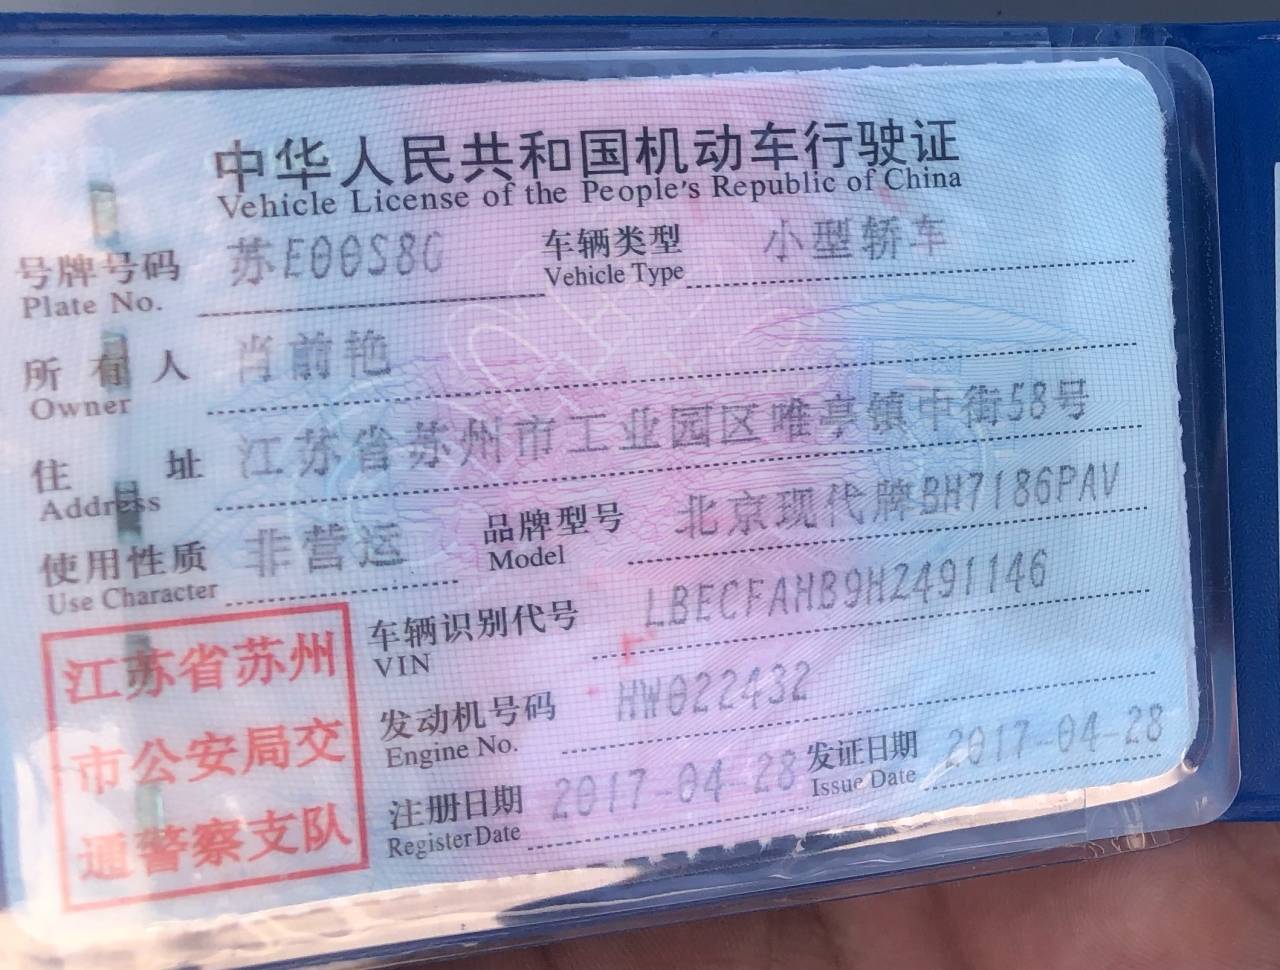 中华人民共和国机动车行驶证
Vehicle License of the People's Republic of China
号牌号码 苏E00S8G 车辆类型 小型轿车
Plate No. Vehicle Type
所有人 肖前艳
Owner
住址 江苏省苏州市工业园区唯亭镇中街58号
Address
使用性质 非营运 品牌型号 北京现代牌BH7186PAV
Use Character Model
车辆识别代号 LBECFAHB9HZ491146
VIN
发动机号码 HW022432
Engine No.
注册日期 2017-04-28 发证日期 2017-04-28
Register Date Issue Date
江苏省苏州
市公安局交
通警察支队